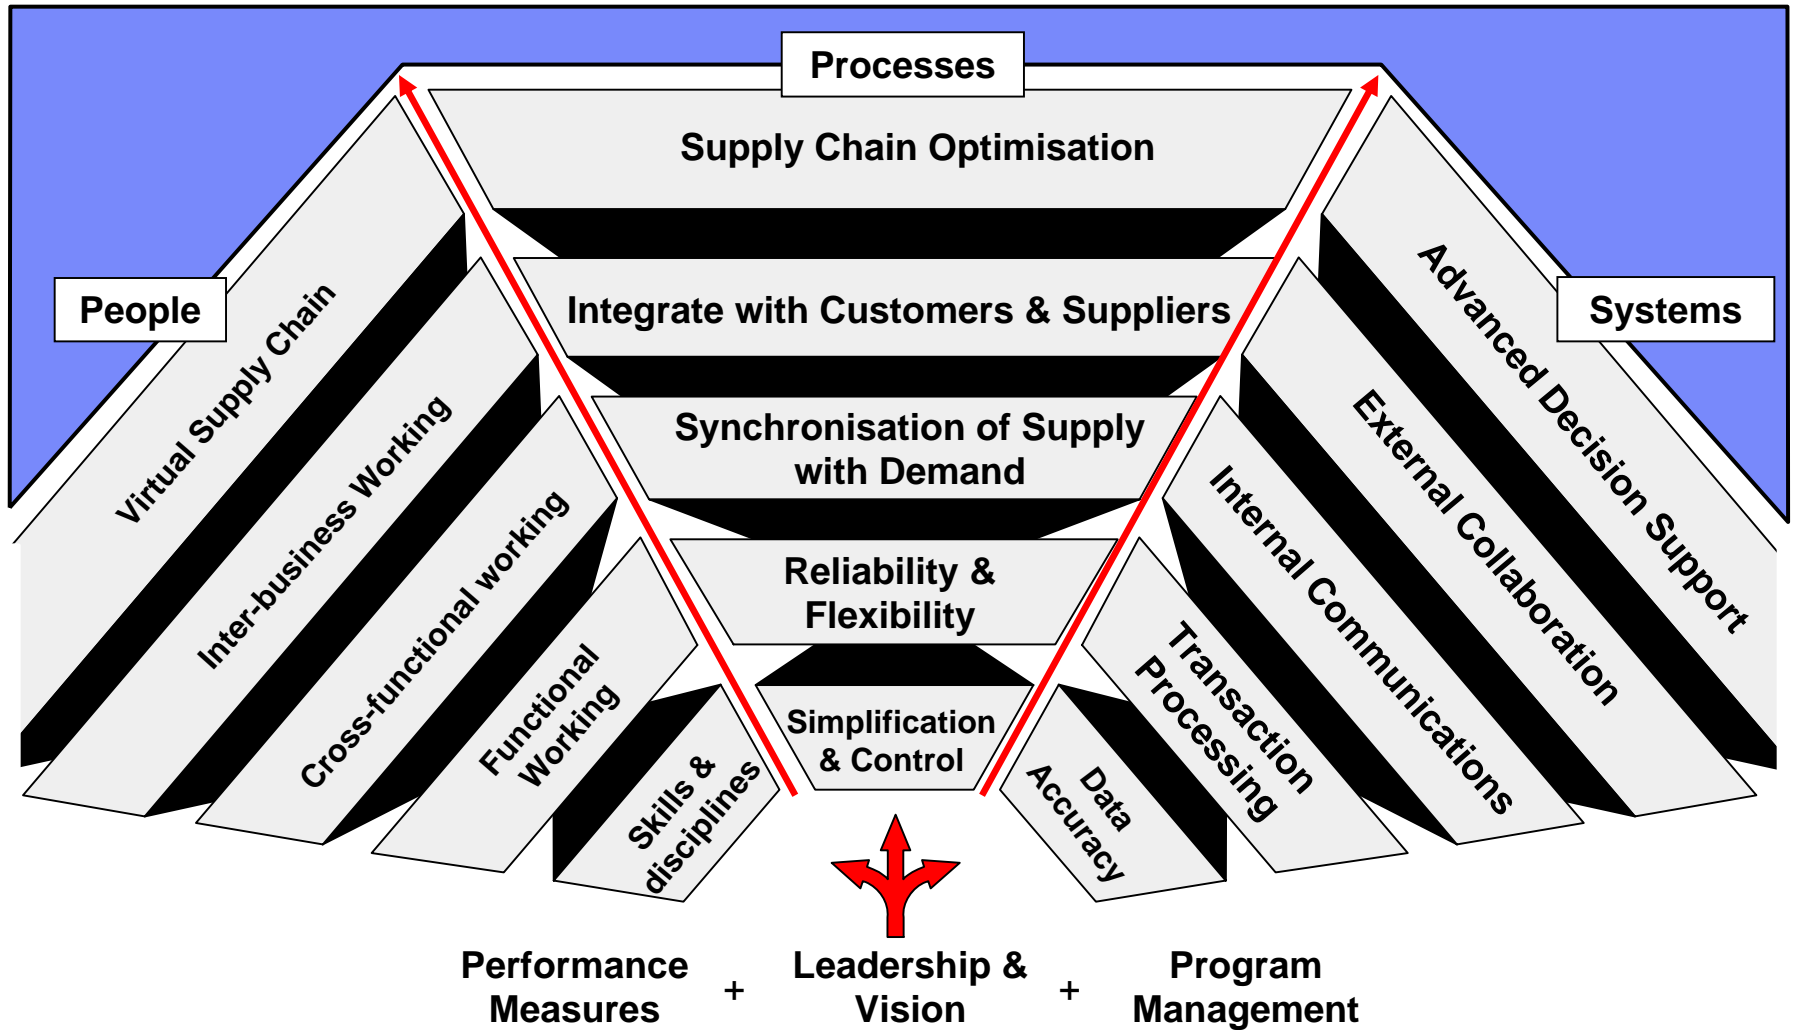 Processes
Supply Chain Optimisation
People
Systems
Integrate with Customers & Suppliers
Synchronisation of Supply
with Demand
Reliability &
Flexibility
Simplification
& Control
Virtual Supply Chain
Inter-business Working
Cross-functional working
Functional
Working
Skills &
disciplines
Advanced Decision Support
External Collaboration
Internal Communications
Transaction
Processing
Data
Accuracy
Performance
Measures
+
Leadership &
Vision
+
Program
Management